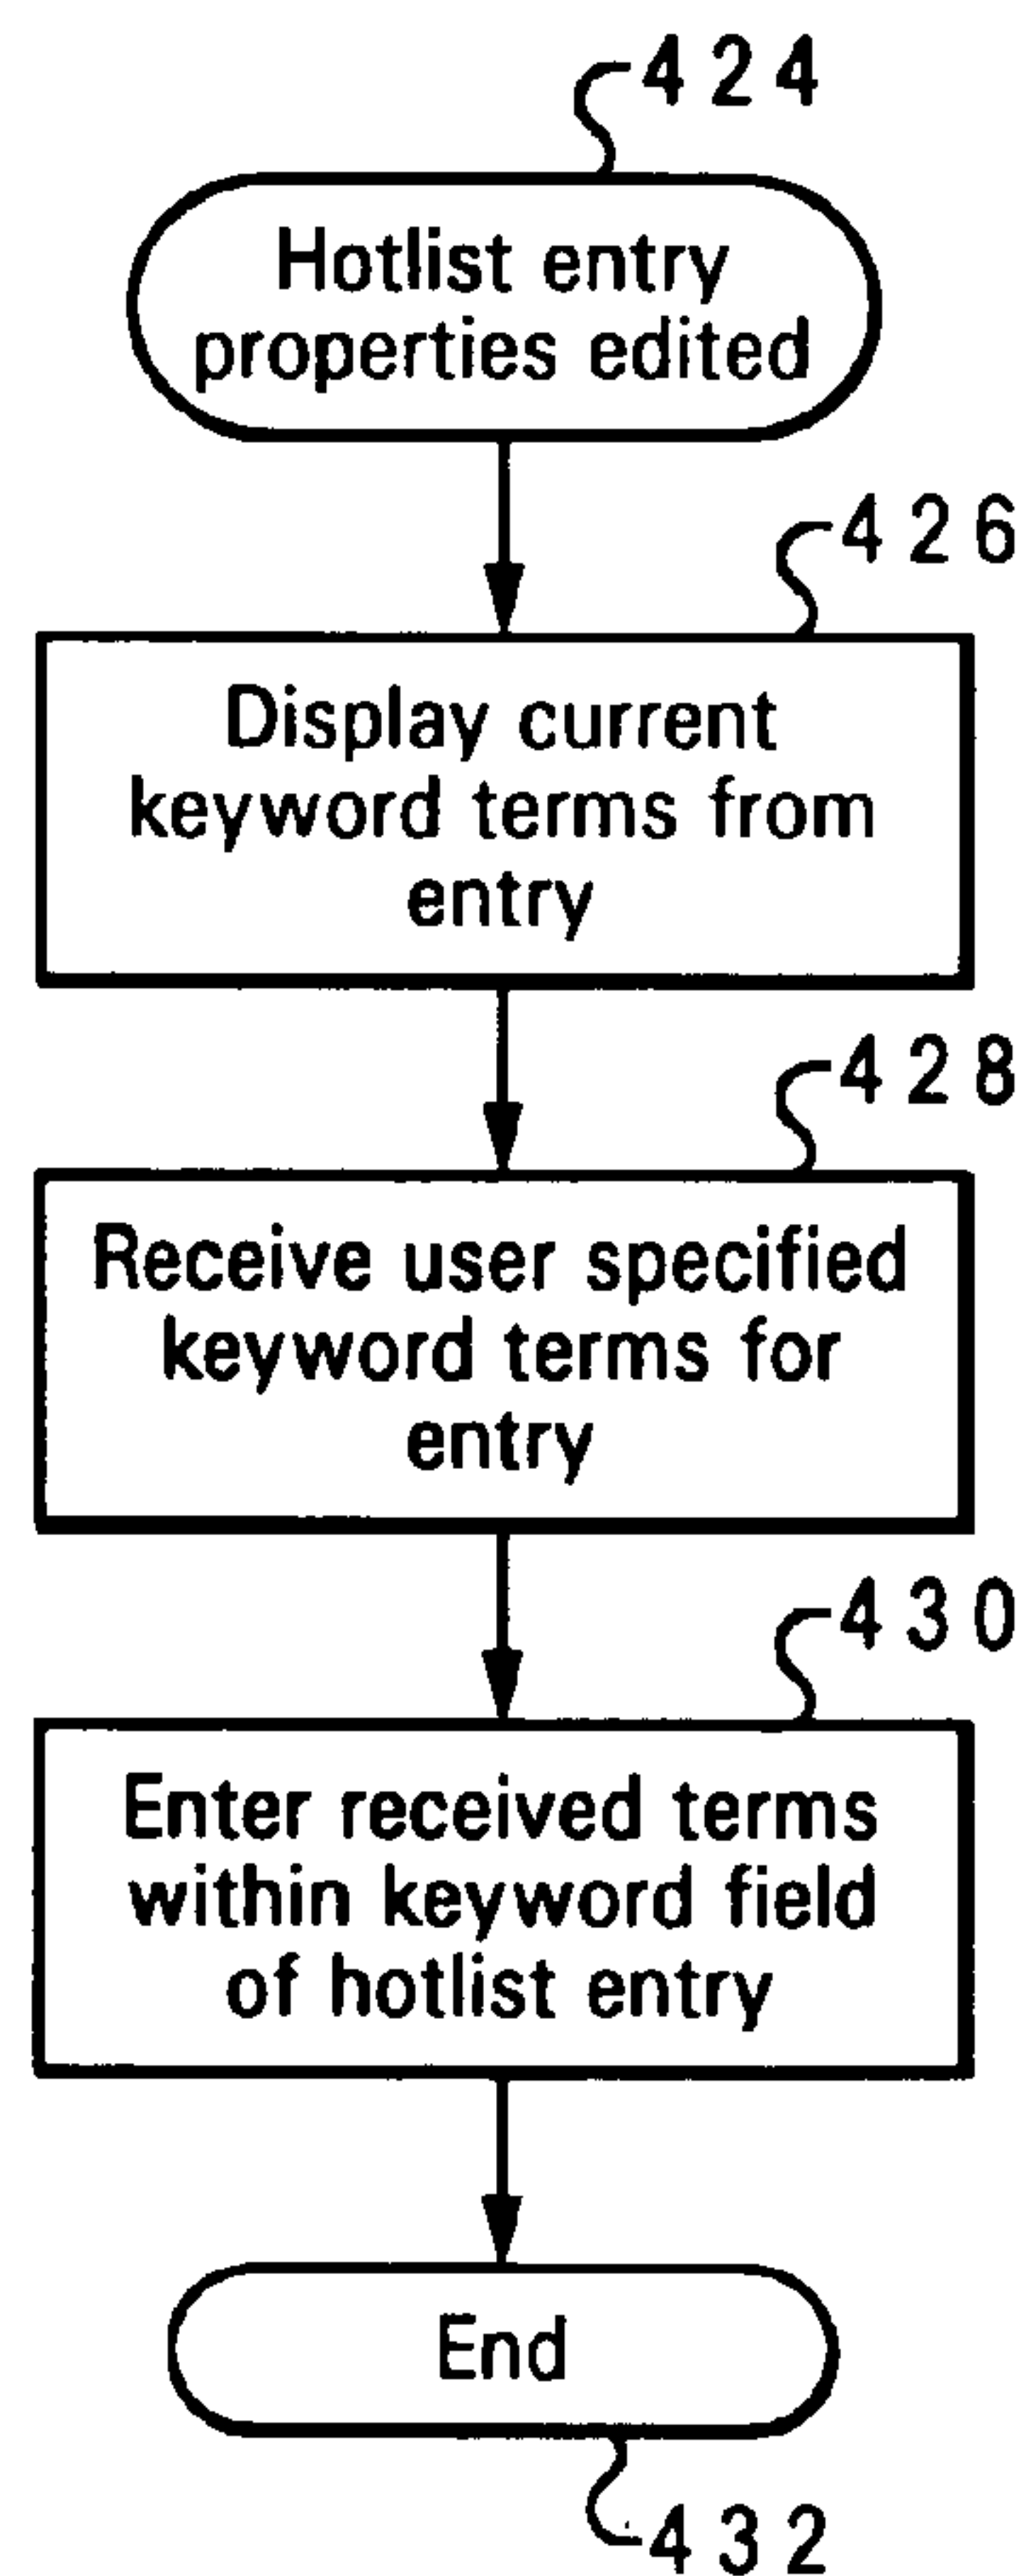 424
Hotlist entry
properties edited
426
Display current
keyword terms from
entry
428
Receive user specified
keyword terms for
entry
430
Enter received terms
within keyword field
of hotlist entry
End
432